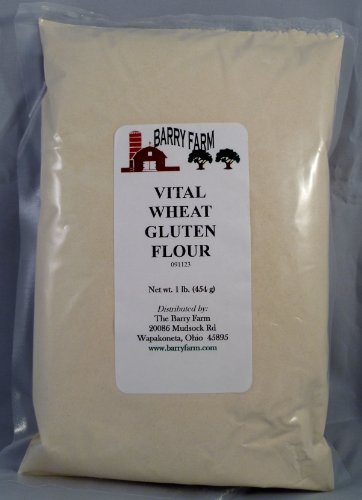 BARRY FARM
VITAL
WHEAT
GLUTEN
FLOUR
091123
Net wt. 1 lb. (454 g)
Distributed by:
The Barry Farm
20086 Mudsock Rd
Wapakoneta, Ohio 45895
www.barryfarm.com